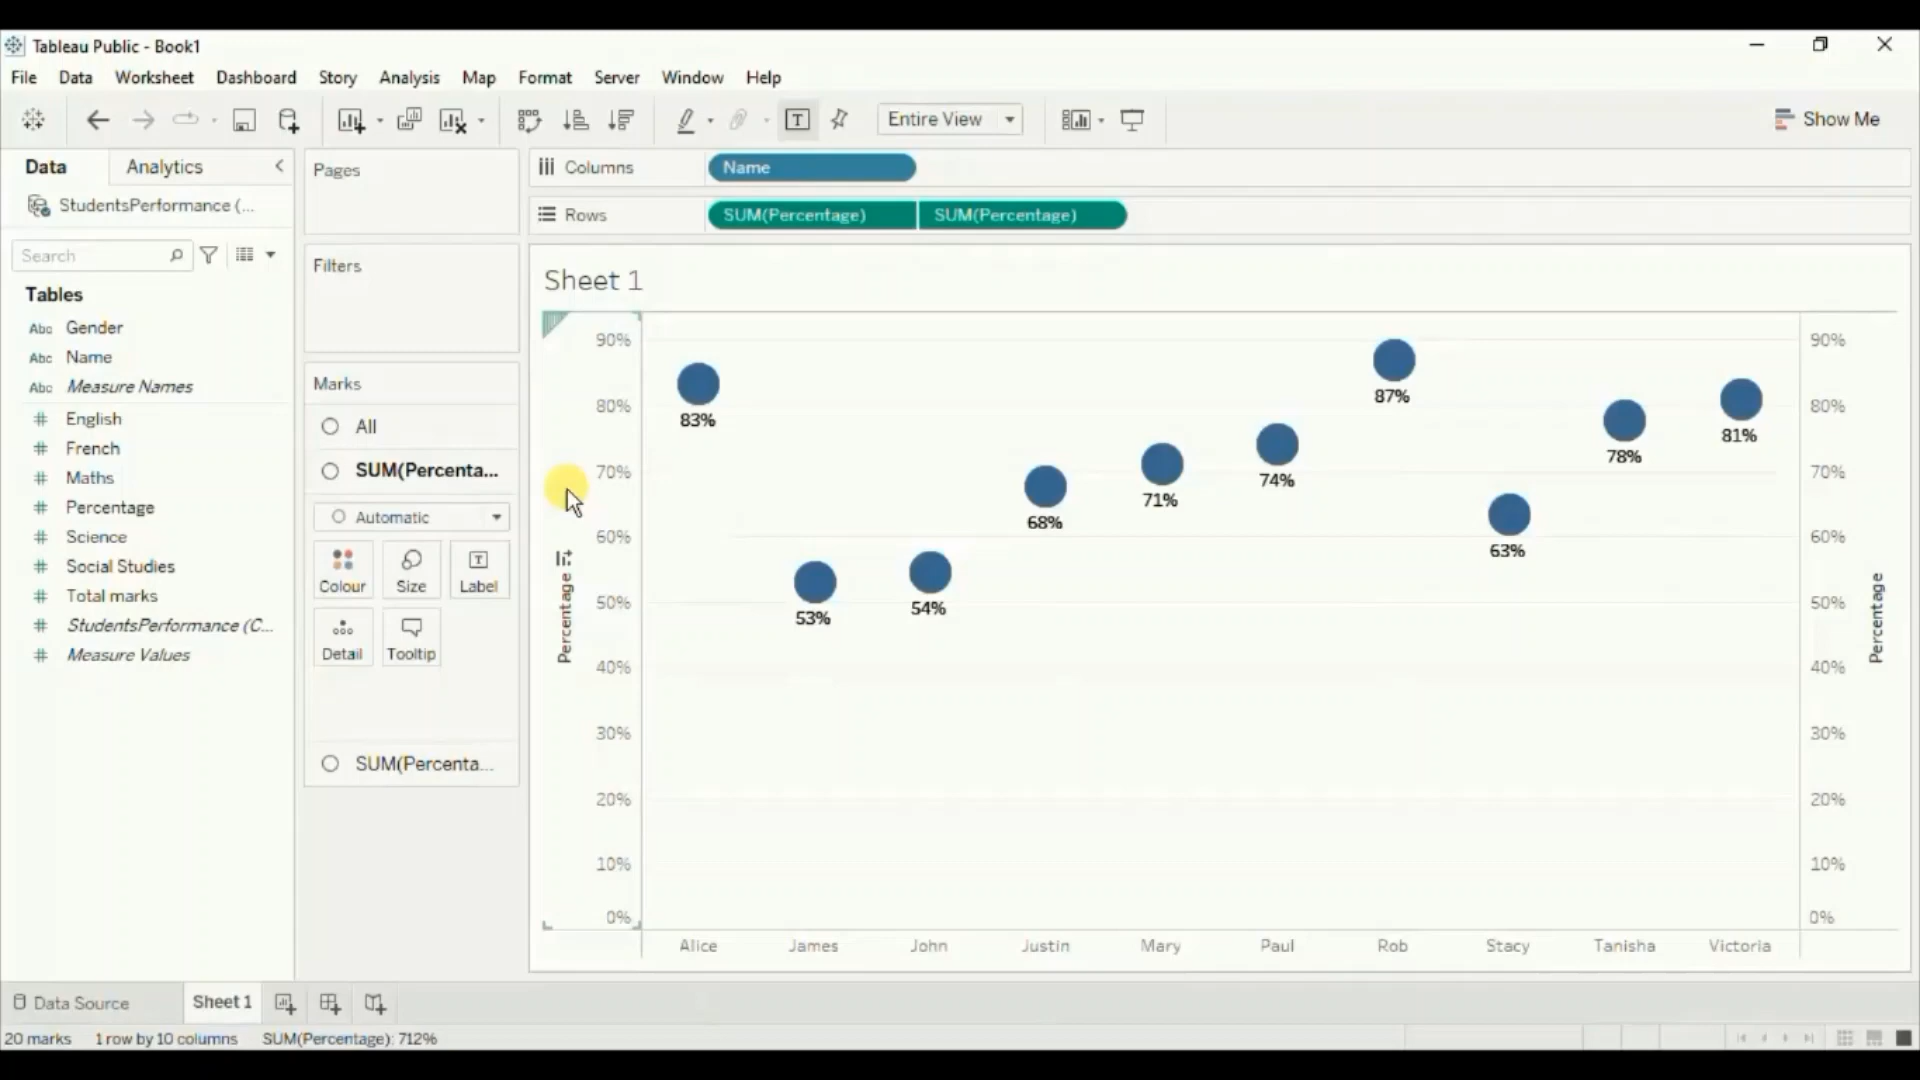 Tableau Public - Book1
File Data Worksheet Dashboard Story Analysis Map Format Server Window Help
Entire View
Show Me
Data Analytics
StudentsPerformance (...
Search
Tables
Abc Gender
Abc Name
Abc Measure Names
# English
# French
# Maths
# Percentage
# Science
# Social Studies
# Total marks
# StudentsPerformance (C...
# Measure Values
Pages
Filters
Marks
All
SUM(Percenta...
Automatic
Colour Size Label
Detail Tooltip
SUM(Percenta...
Columns Name
Rows SUM(Percentage) SUM(Percentage)
Sheet 1
Percentage
90%
80%
70%
60%
50%
40%
30%
20%
10%
0%
83%
53%
54%
68%
71%
74%
87%
63%
78%
81%
90%
80%
70%
60%
50%
40%
30%
20%
10%
0%
Percentage
Alice James John Justin Mary Paul Rob Stacy Tanisha Victoria
Data Source Sheet 1
20 marks 1 row by 10 columns SUM(Percentage): 712%